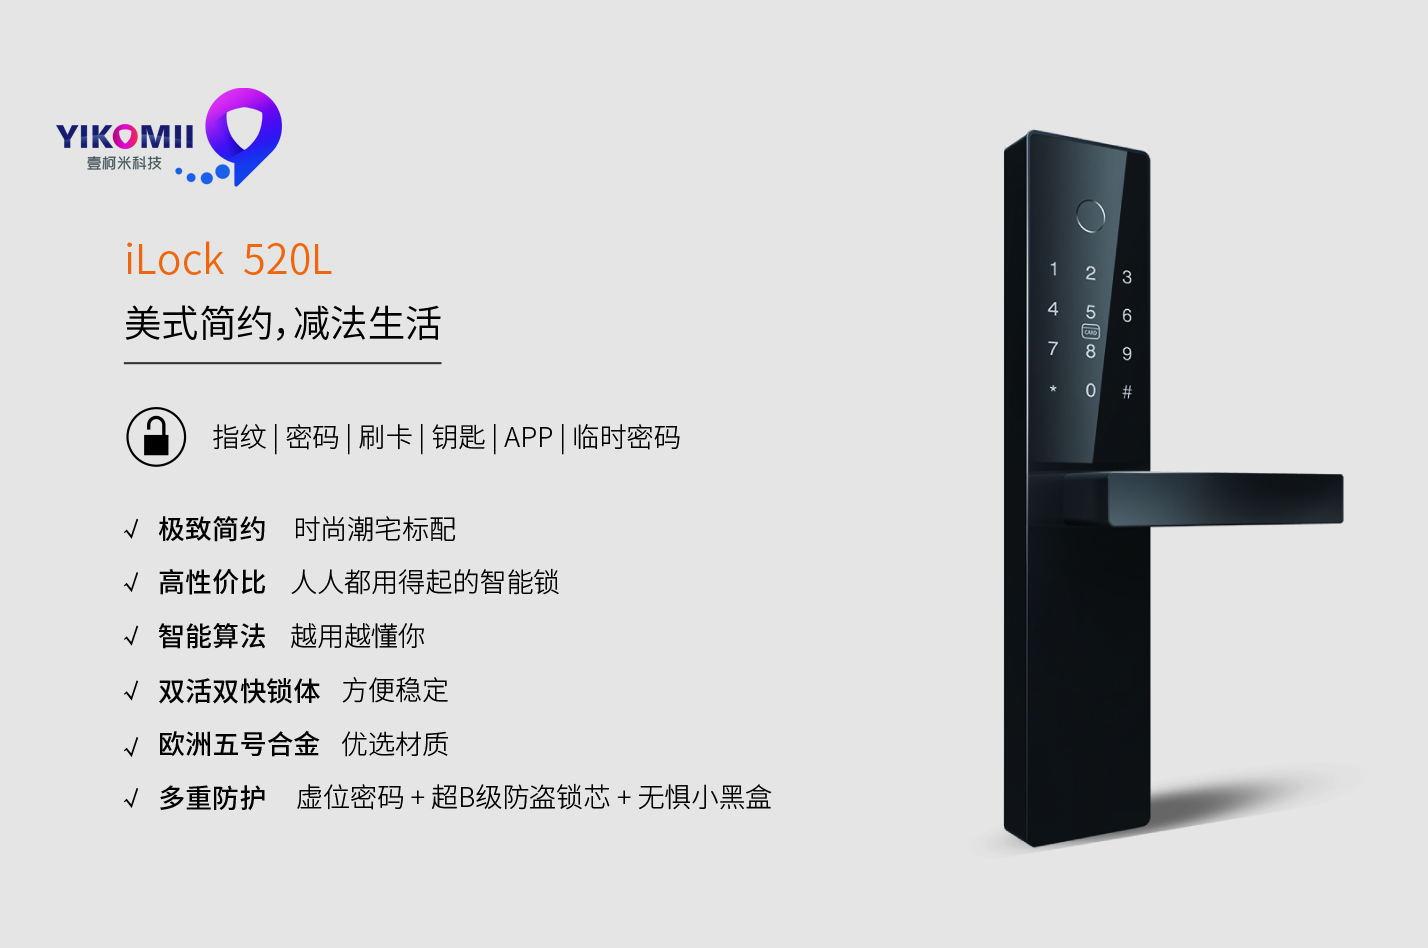 YIKOMII
壹柯米科技
iLock 520L
美式简约，减法生活
指纹 | 密码 | 刷卡 | 钥匙 | APP | 临时密码
√ 极致简约 时尚潮宅标配
√ 高性价比 人人都用得起的智能锁
√ 智能算法 越用越懂你
√ 双活双快锁体 方便稳定
√ 欧洲五号合金 优选材质
√ 多重防护 虚位密码 + 超B级防盗锁芯 + 无惧小黑盒
1 2 3
4 5 6
CARD
7 8 9
* 0 #